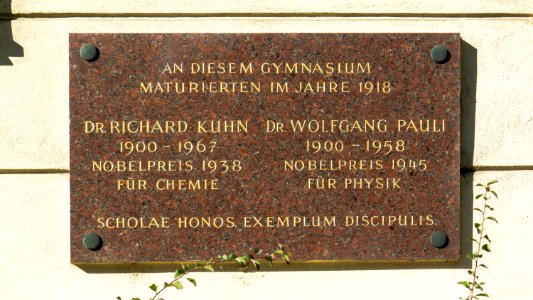 AN DIESEM GYMNASIUM
MATURIERTEN IM JAHRE 1918
DR. RICHARD KUHN
1900 – 1967
NOBELPREIS 1938
FÜR CHEMIE
DR. WOLFGANG PAULI
1900 – 1958
NOBELPREIS 1945
FÜR PHYSIK
SCHOLAE HONOS. EXEMPLUM DISCIPULIS.